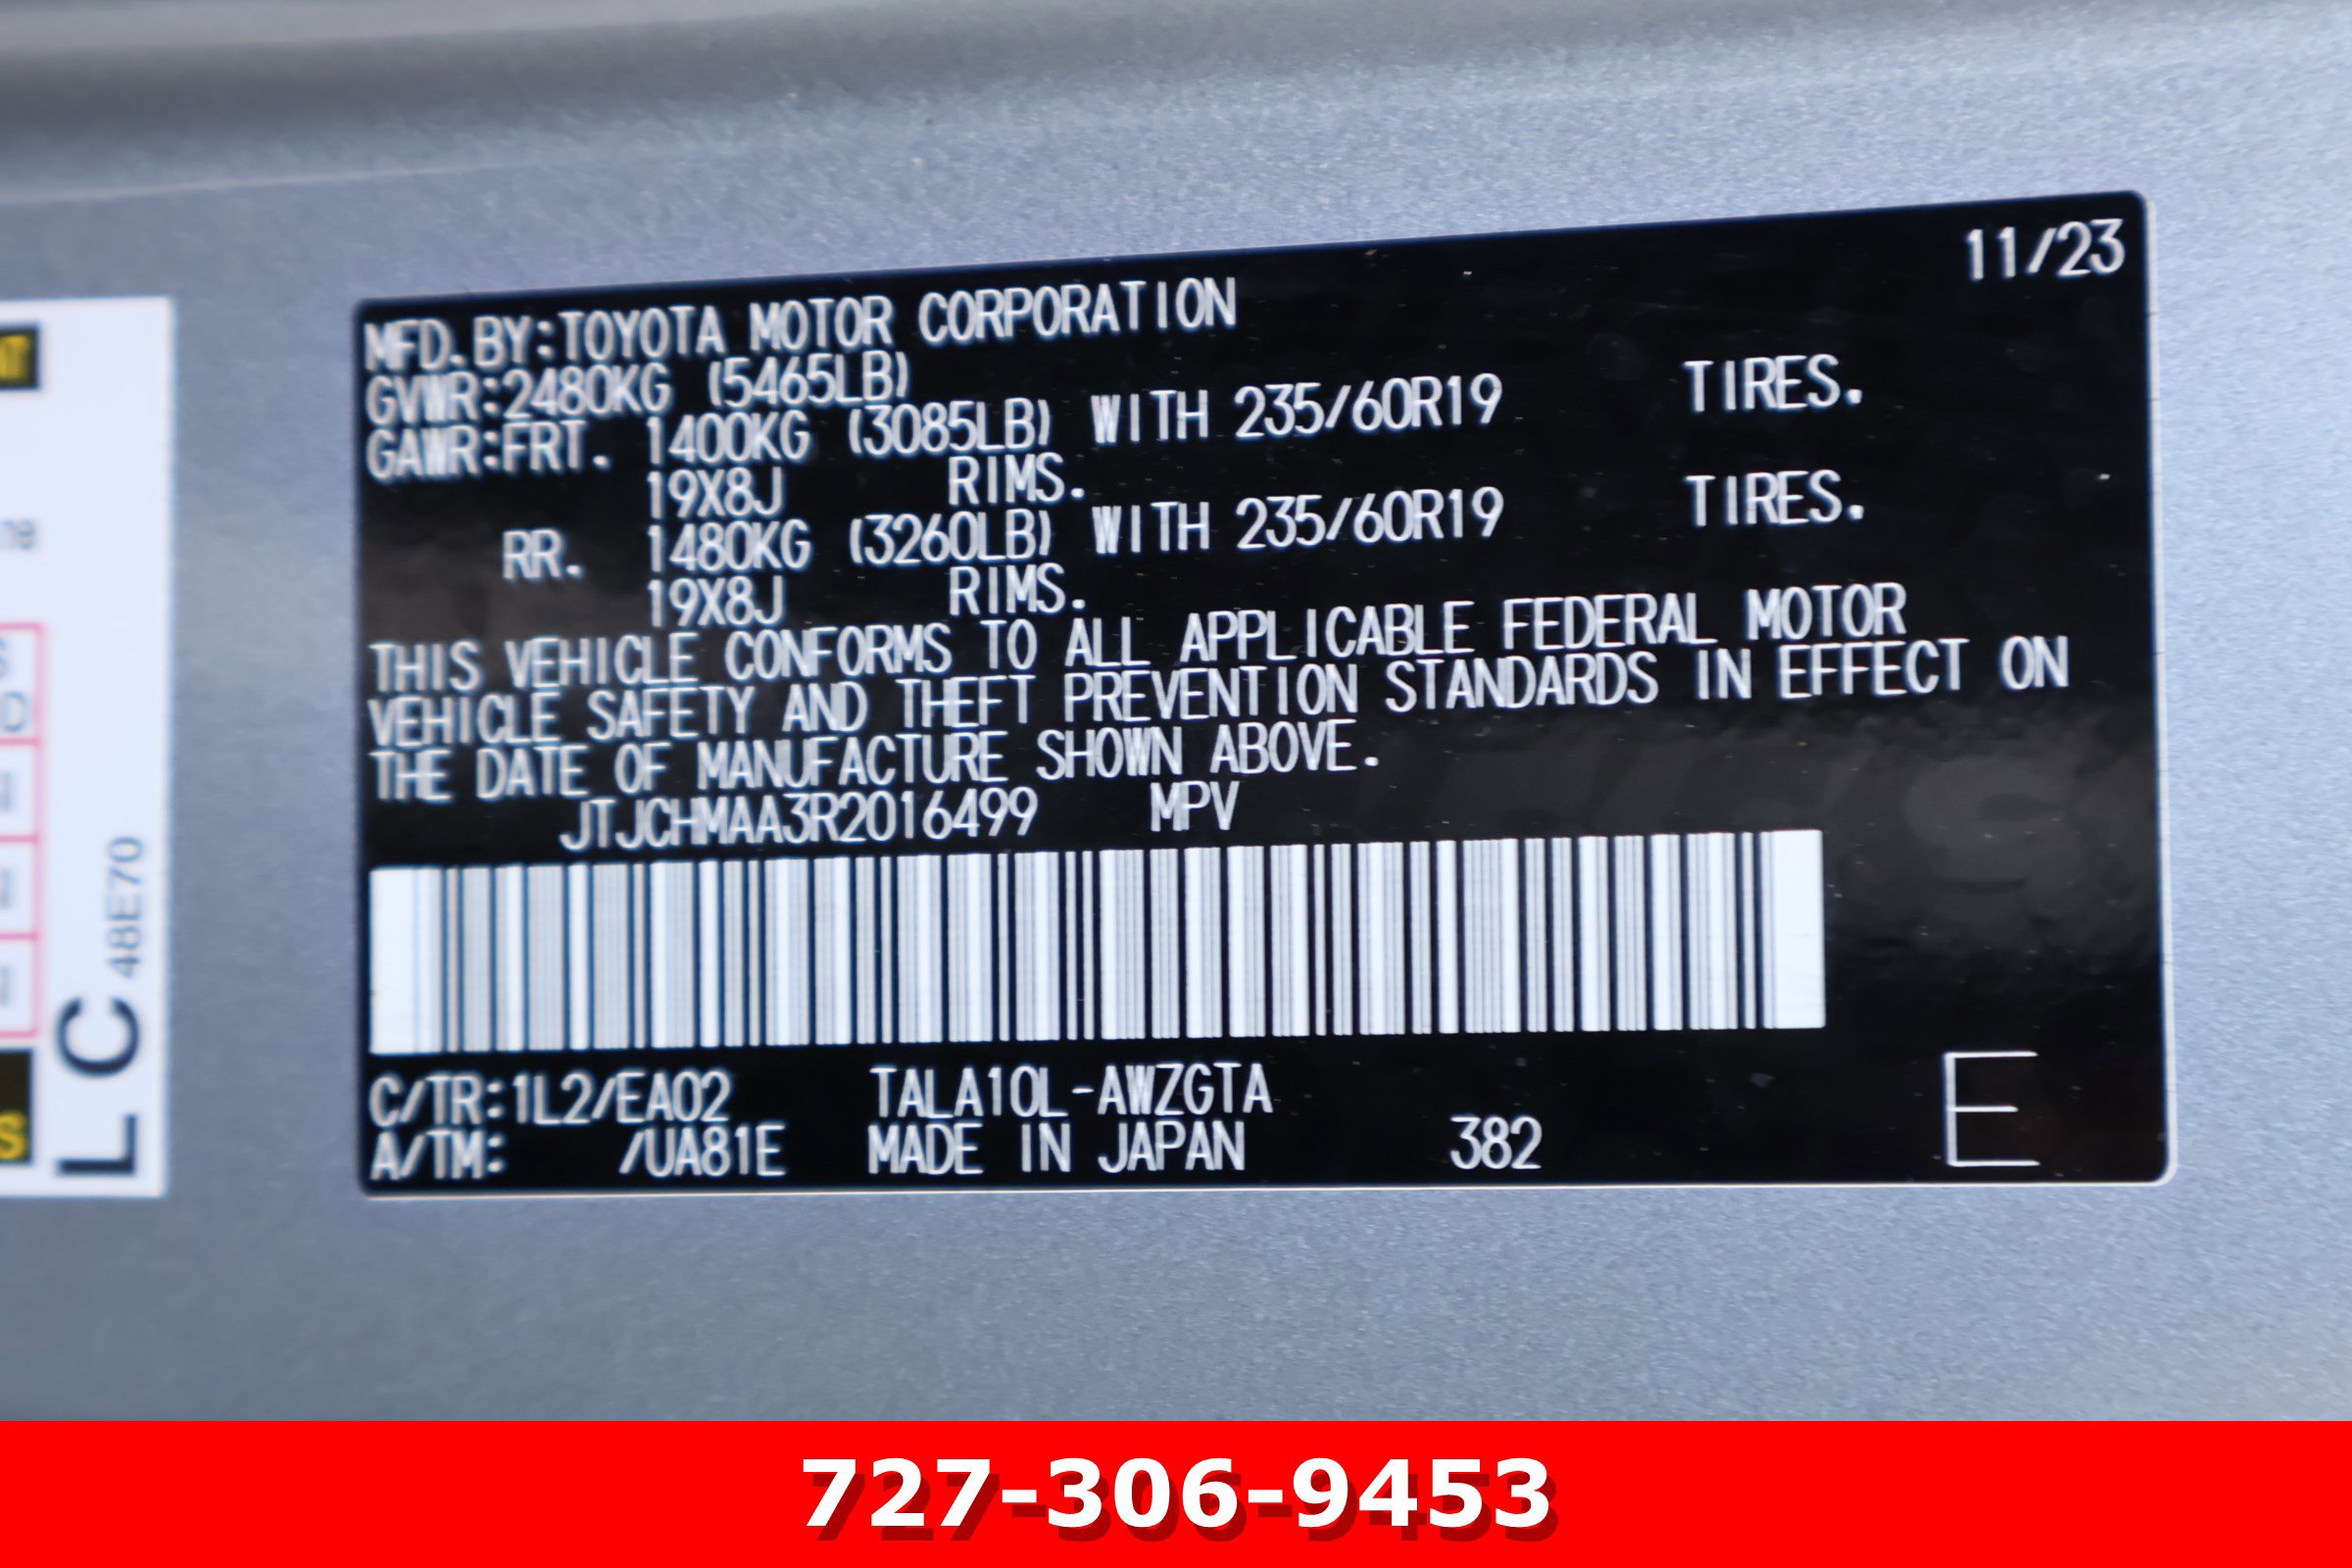 11/23
MFD.BY:TOYOTA MOTOR CORPORATION
GVWR:2480KG (5465LB)
GAWR:FRT. 1400KG (3085LB) WITH 235/60R19 TIRES.
19X8J RIMS.
RR. 1480KG (3260LB) WITH 235/60R19 TIRES.
19X8J RIMS.
THIS VEHICLE CONFORMS TO ALL APPLICABLE FEDERAL MOTOR
VEHICLE SAFETY AND THEFT PREVENTION STANDARDS IN EFFECT ON
THE DATE OF MANUFACTURE SHOWN ABOVE.
JTJCHMAA3R2016499 MPV
C/TR:1L2/EA02 TALA10L-AWZGTA
A/TM: /UA81E MADE IN JAPAN 382 E
L C 48E70
727-306-9453